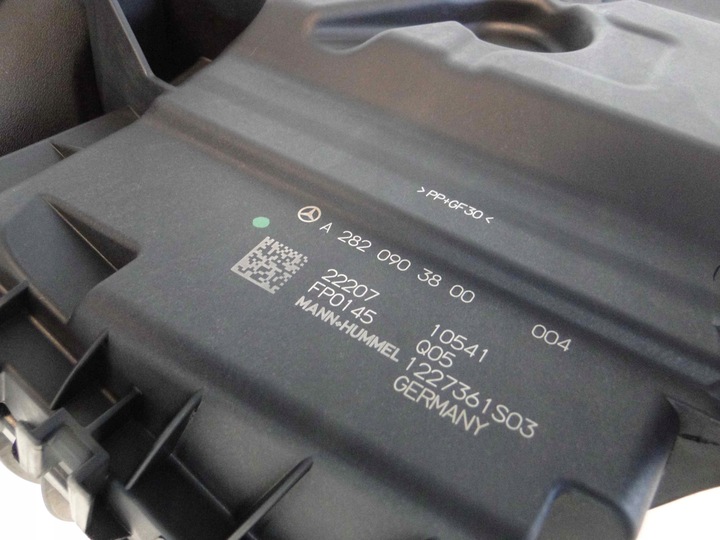 >PP+GF30<
A 282 090 38 00 004
22207 10541
FP0145 Q05
MANN+HUMMEL 1227361S03
GERMANY